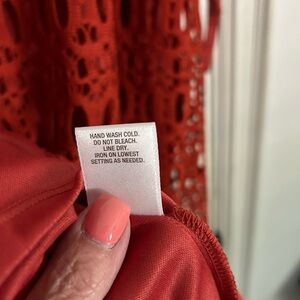 HAND WASH COLD.
DO NOT BLEACH.
LINE DRY.
IRON ON LOWEST
SETTING AS NEEDED.